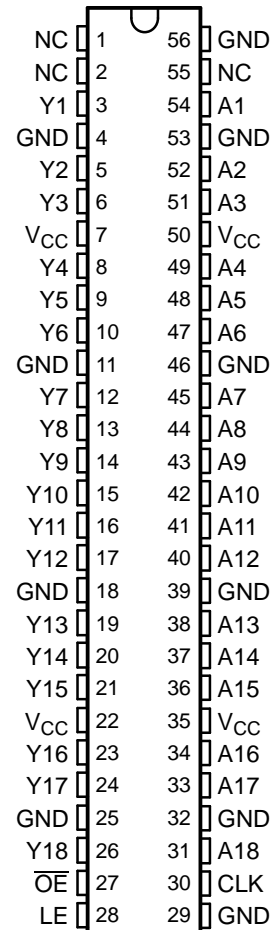 NC 1 56 GND
NC 2 55 NC
Y1 3 54 A1
GND 4 53 GND
Y2 5 52 A2
Y3 6 51 A3
VCC 7 50 VCC
Y4 8 49 A4
Y5 9 48 A5
Y6 10 47 A6
GND 11 46 GND
Y7 12 45 A7
Y8 13 44 A8
Y9 14 43 A9
Y10 15 42 A10
Y11 16 41 A11
Y12 17 40 A12
GND 18 39 GND
Y13 19 38 A13
Y14 20 37 A14
Y15 21 36 A15
VCC 22 35 VCC
Y16 23 34 A16
Y17 24 33 A17
GND 25 32 GND
Y18 26 31 A18
O̅E̅ 27 30 CLK
LE 28 29 GND